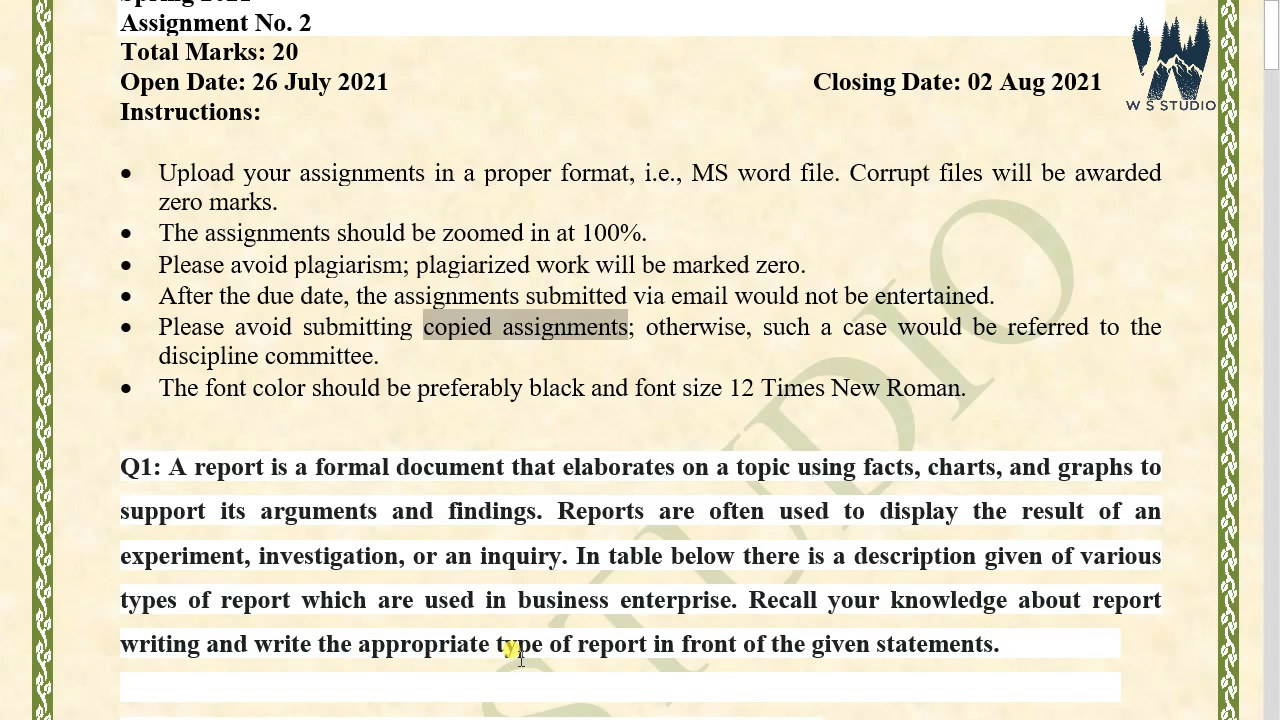 Spring 2021
Assignment No. 2
Total Marks: 20
Open Date: 26 July 2021 Closing Date: 02 Aug 2021
Instructions:
W S STUDIO
• Upload your assignments in a proper format, i.e., MS word file. Corrupt files will be awarded
zero marks.
• The assignments should be zoomed in at 100%.
• Please avoid plagiarism; plagiarized work will be marked zero.
• After the due date, the assignments submitted via email would not be entertained.
• Please avoid submitting copied assignments; otherwise, such a case would be referred to the
discipline committee.
• The font color should be preferably black and font size 12 Times New Roman.
Q1: A report is a formal document that elaborates on a topic using facts, charts, and graphs to
support its arguments and findings. Reports are often used to display the result of an
experiment, investigation, or an inquiry. In table below there is a description given of various
types of report which are used in business enterprise. Recall your knowledge about report
writing and write the appropriate type of report in front of the given statements.
STUDIO